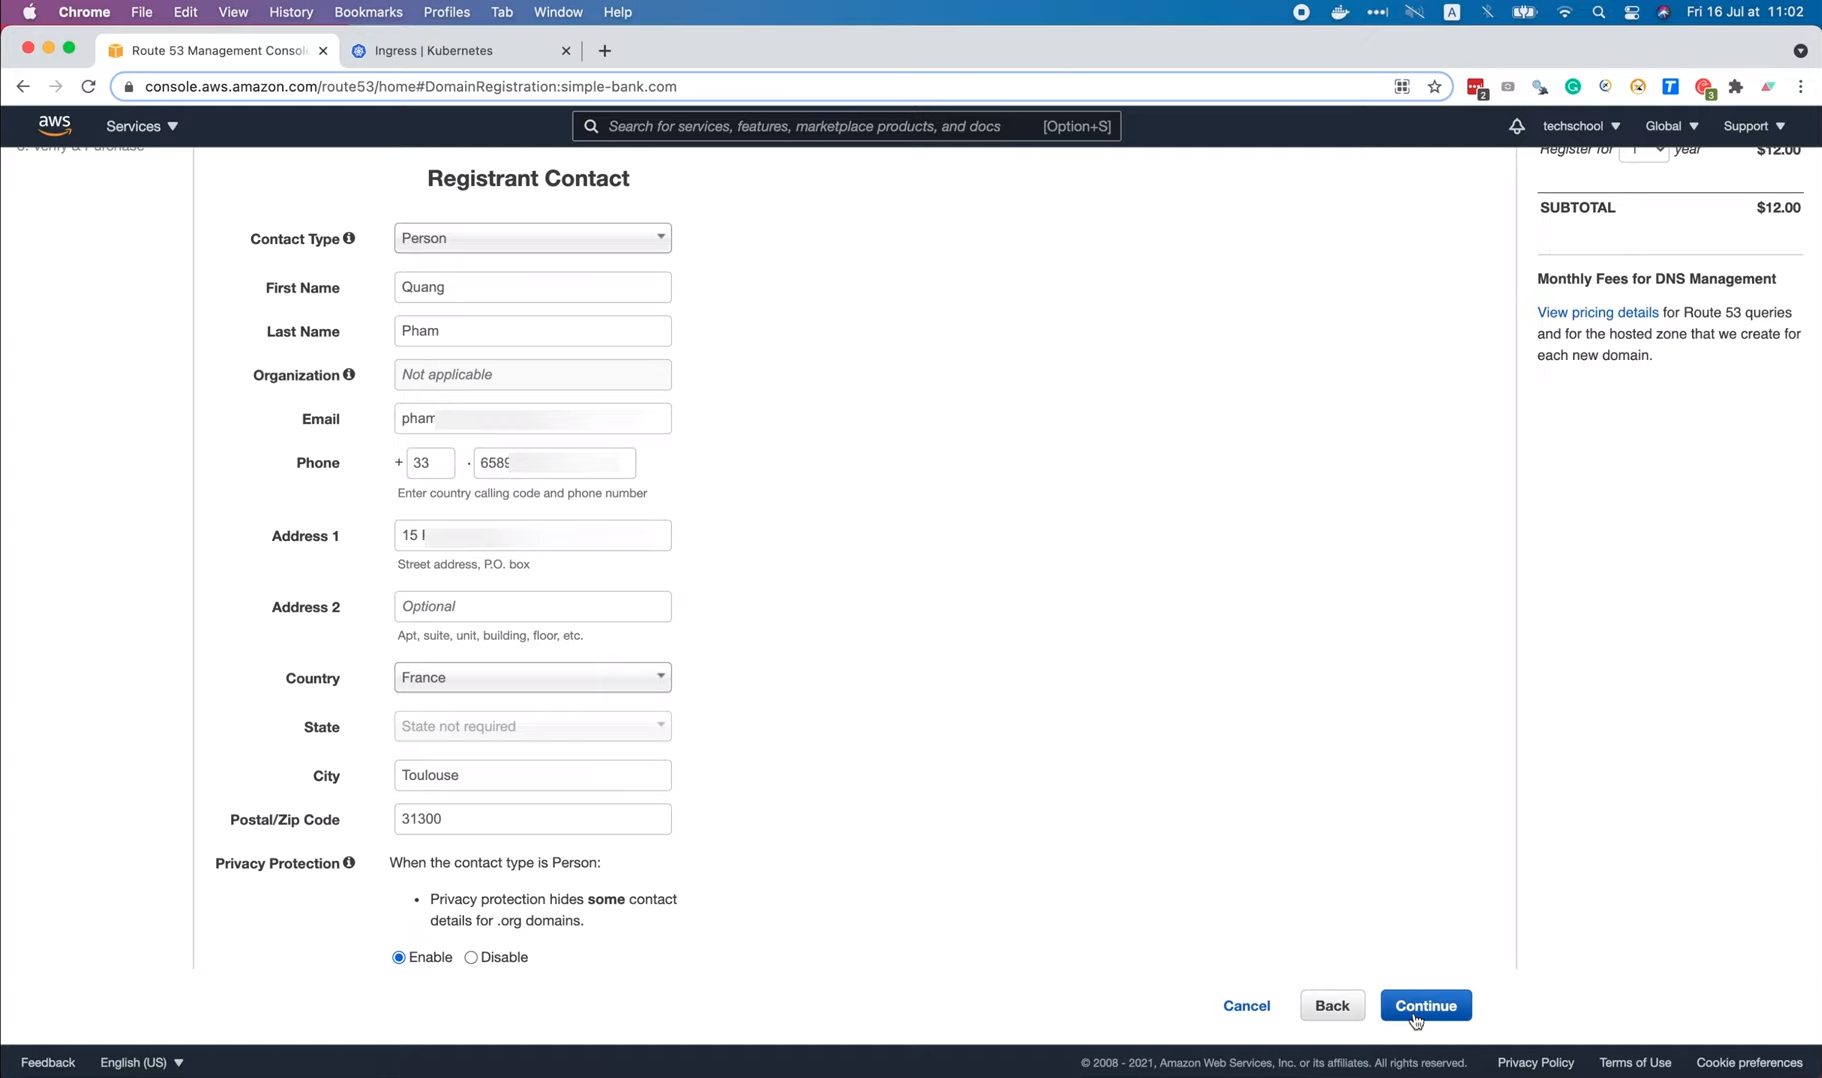 Chrome File Edit View History Bookmarks Profiles Tab Window Help A Fri 16 Jul at 11:02
Route 53 Management Consol
Ingress | Kubernetes
console.aws.amazon.com/route53/home#DomainRegistration:simple-bank.com
2
T
3
aws Services Search for services, features, marketplace products, and docs [Option+S] techschool Global Support
3. Verify & Purchase
Register for 1 year $12.00
SUBTOTAL $12.00
Monthly Fees for DNS Management
View pricing details for Route 53 queries
and for the hosted zone that we create for
each new domain.
Registrant Contact
Contact Type Person
First Name Quang
Last Name Pham
Organization Not applicable
Email pham
Phone + 33 · 6589
Enter country calling code and phone number
Address 1 15
Street address, P.O. box
Address 2 Optional
Apt, suite, unit, building, floor, etc.
Country France
State State not required
City Toulouse
Postal/Zip Code 31300
Privacy Protection When the contact type is Person:
• Privacy protection hides some contact
details for .org domains.
Enable Disable
Cancel Back Continue
Feedback English (US) © 2008 - 2021, Amazon Web Services, Inc. or its affiliates. All rights reserved. Privacy Policy Terms of Use Cookie preferences